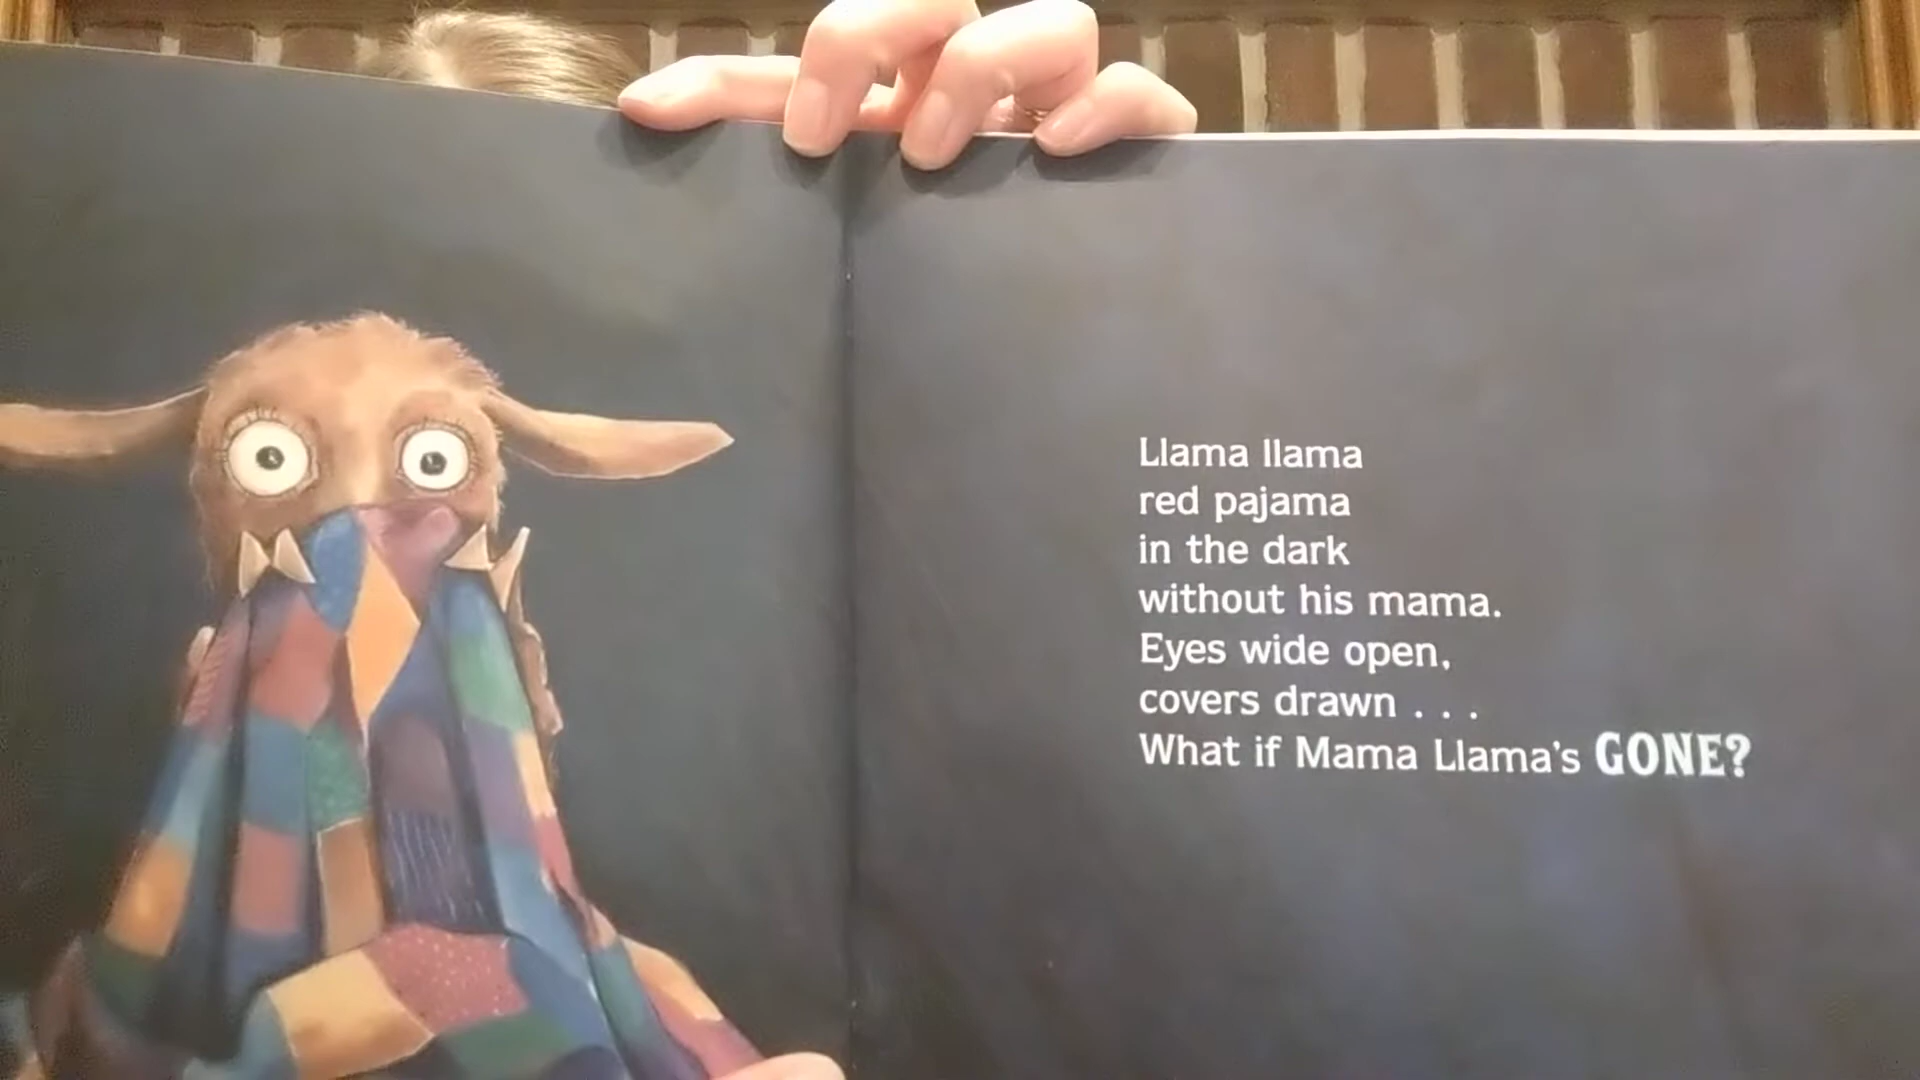 Llama llama
red pajama
in the dark
without his mama.
Eyes wide open,
covers drawn . . .
What if Mama Llama's GONE?